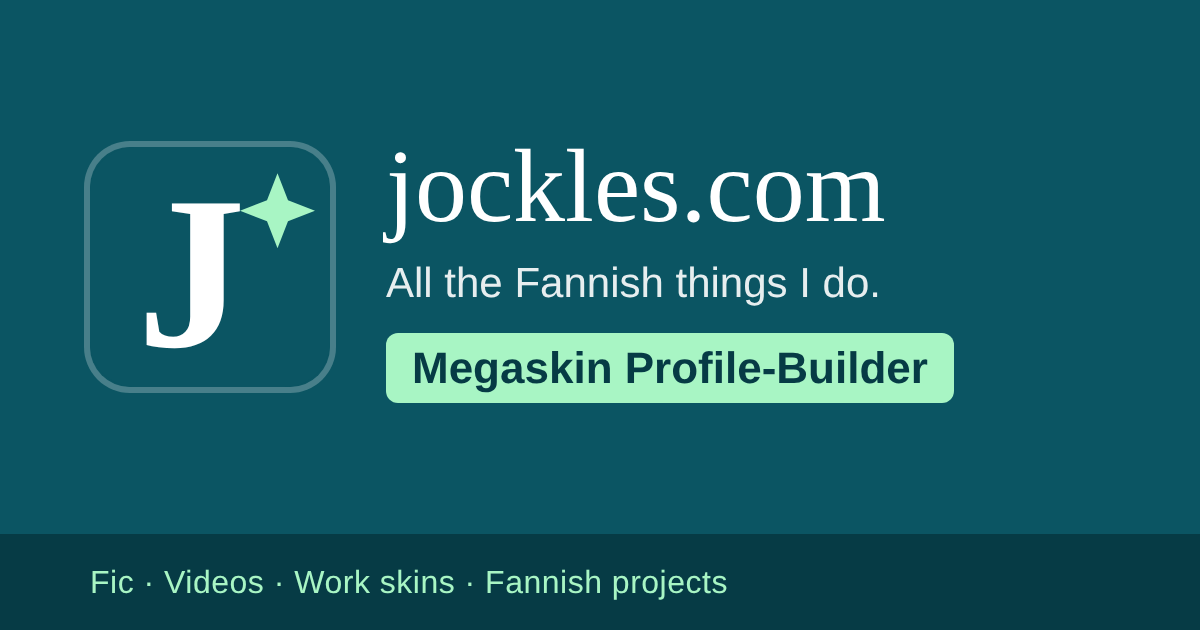 J
jockles.com
All the Fannish things I do.
Megaskin Profile-Builder
Fic · Videos · Work skins · Fannish projects